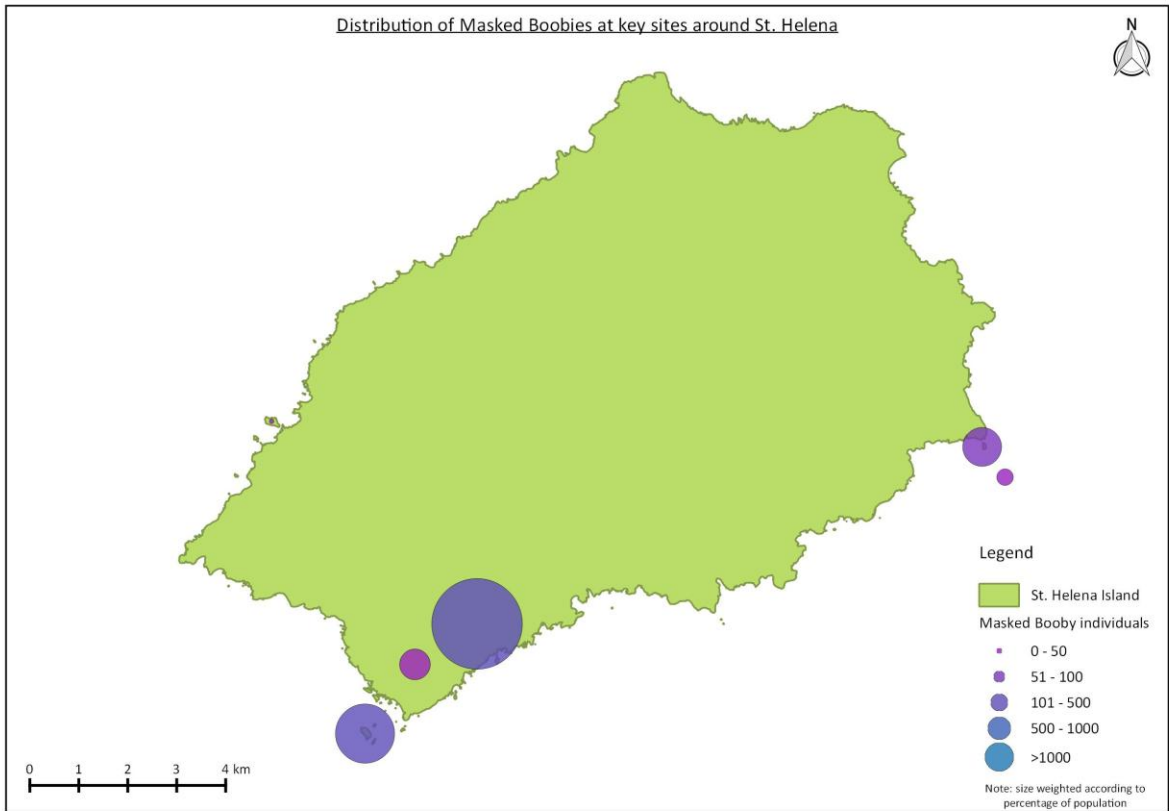 Distribution of Masked Boobies at key sites around St. Helena
N
Legend
St. Helena Island
Masked Booby individuals
0 - 50
51 - 100
101 - 500
500 - 1000
>1000
Note: size weighted according to
percentage of population
0 1 2 3 4 km